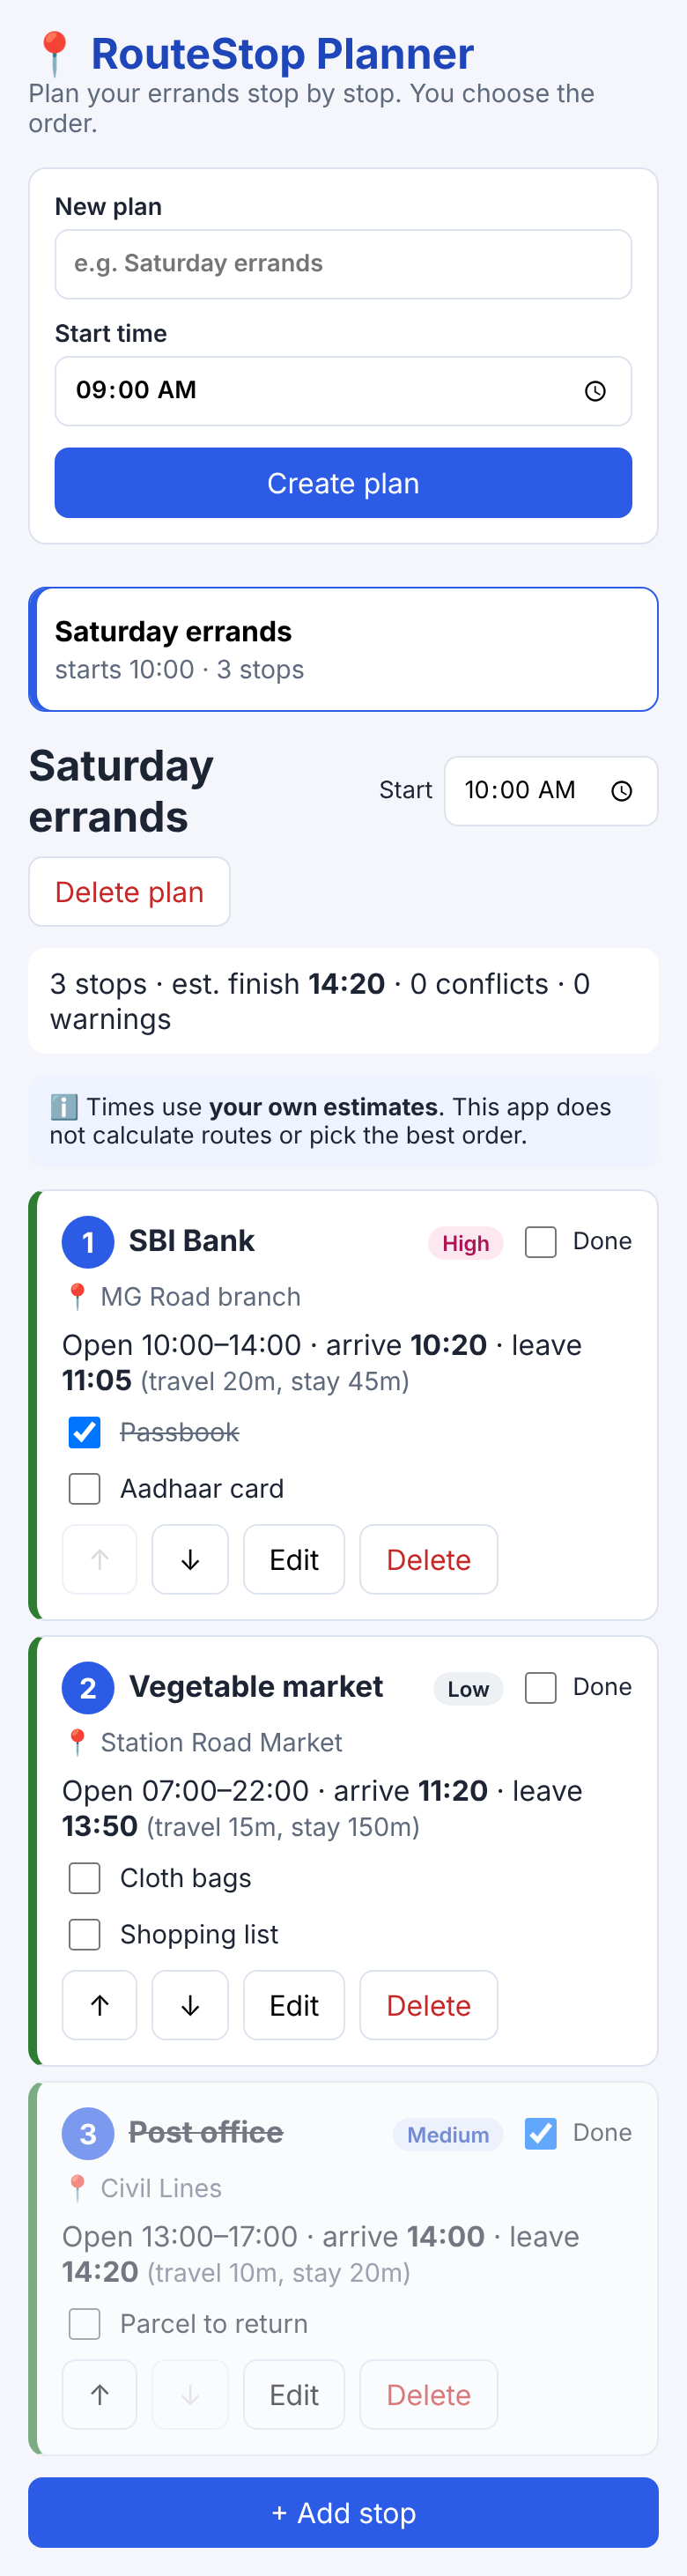 📍 RouteStop Planner
Plan your errands stop by stop. You choose the
order.
New plan
e.g. Saturday errands
Start time
09:00 AM
Create plan
Saturday errands
starts 10:00 · 3 stops
Saturday
errands
Start 10:00 AM
Delete plan
3 stops · est. finish 14:20 · 0 conflicts · 0
warnings
ℹ️ Times use your own estimates. This app does
not calculate routes or pick the best order.
1 SBI Bank High Done
📍 MG Road branch
Open 10:00–14:00 · arrive 10:20 · leave
11:05 (travel 20m, stay 45m)
Passbook
Aadhaar card
↑ ↓ Edit Delete
2 Vegetable market Low Done
📍 Station Road Market
Open 07:00–22:00 · arrive 11:20 · leave
13:50 (travel 15m, stay 150m)
Cloth bags
Shopping list
↑ ↓ Edit Delete
3 Post office Medium Done
📍 Civil Lines
Open 13:00–17:00 · arrive 14:00 · leave
14:20 (travel 10m, stay 20m)
Parcel to return
↑ ↓ Edit Delete
+ Add stop